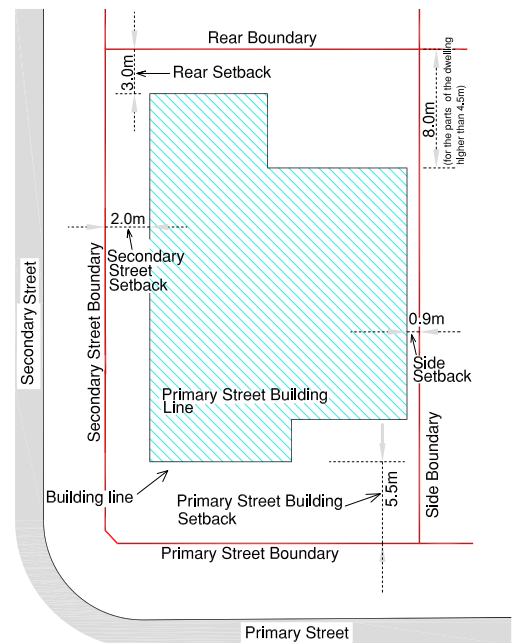 Rear Boundary
3.0m
Rear Setback
8.0m
(for the parts of the dwelling
higher than 4.5m)
2.0m
Secondary
Street
Setback
Secondary Street
Secondary Street Boundary
0.9m
Side
Setback
Primary Street Building
Line
Side Boundary
Building line
Primary Street Building
Setback
5.5m
Primary Street Boundary
Primary Street